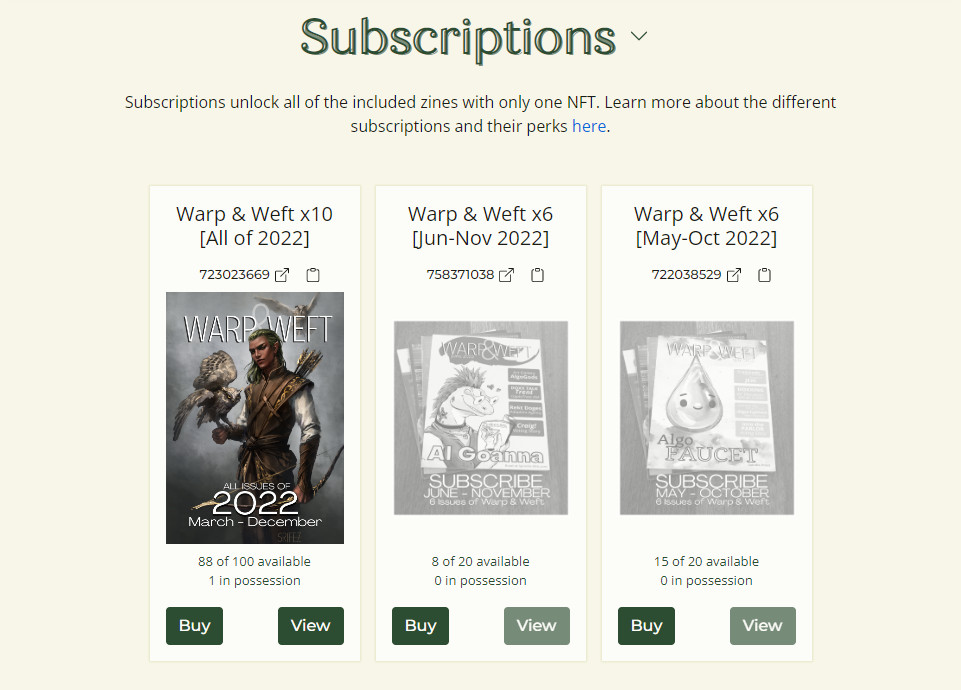 Subscriptions
Subscriptions unlock all of the included zines with only one NFT. Learn more about the different
subscriptions and their perks here.
Warp & Weft x10
[All of 2022]
723023669
WARP & WEFT
ALL ISSUES OF
2022
March - December
88 of 100 available
1 in possession
Buy
View
Warp & Weft x6
[Jun-Nov 2022]
758371038
WARP & WEFT
Craig!
Al Goanna
SUBSCRIBE
JUNE - NOVEMBER
6 Issues of Warp & Weft
8 of 20 available
0 in possession
Buy
View
Warp & Weft x6
[May-Oct 2022]
722038529
WARP & WEFT
Algo
FAUCET
SUBSCRIBE
MAY - OCTOBER
6 Issues of Warp & Weft
15 of 20 available
0 in possession
Buy
View